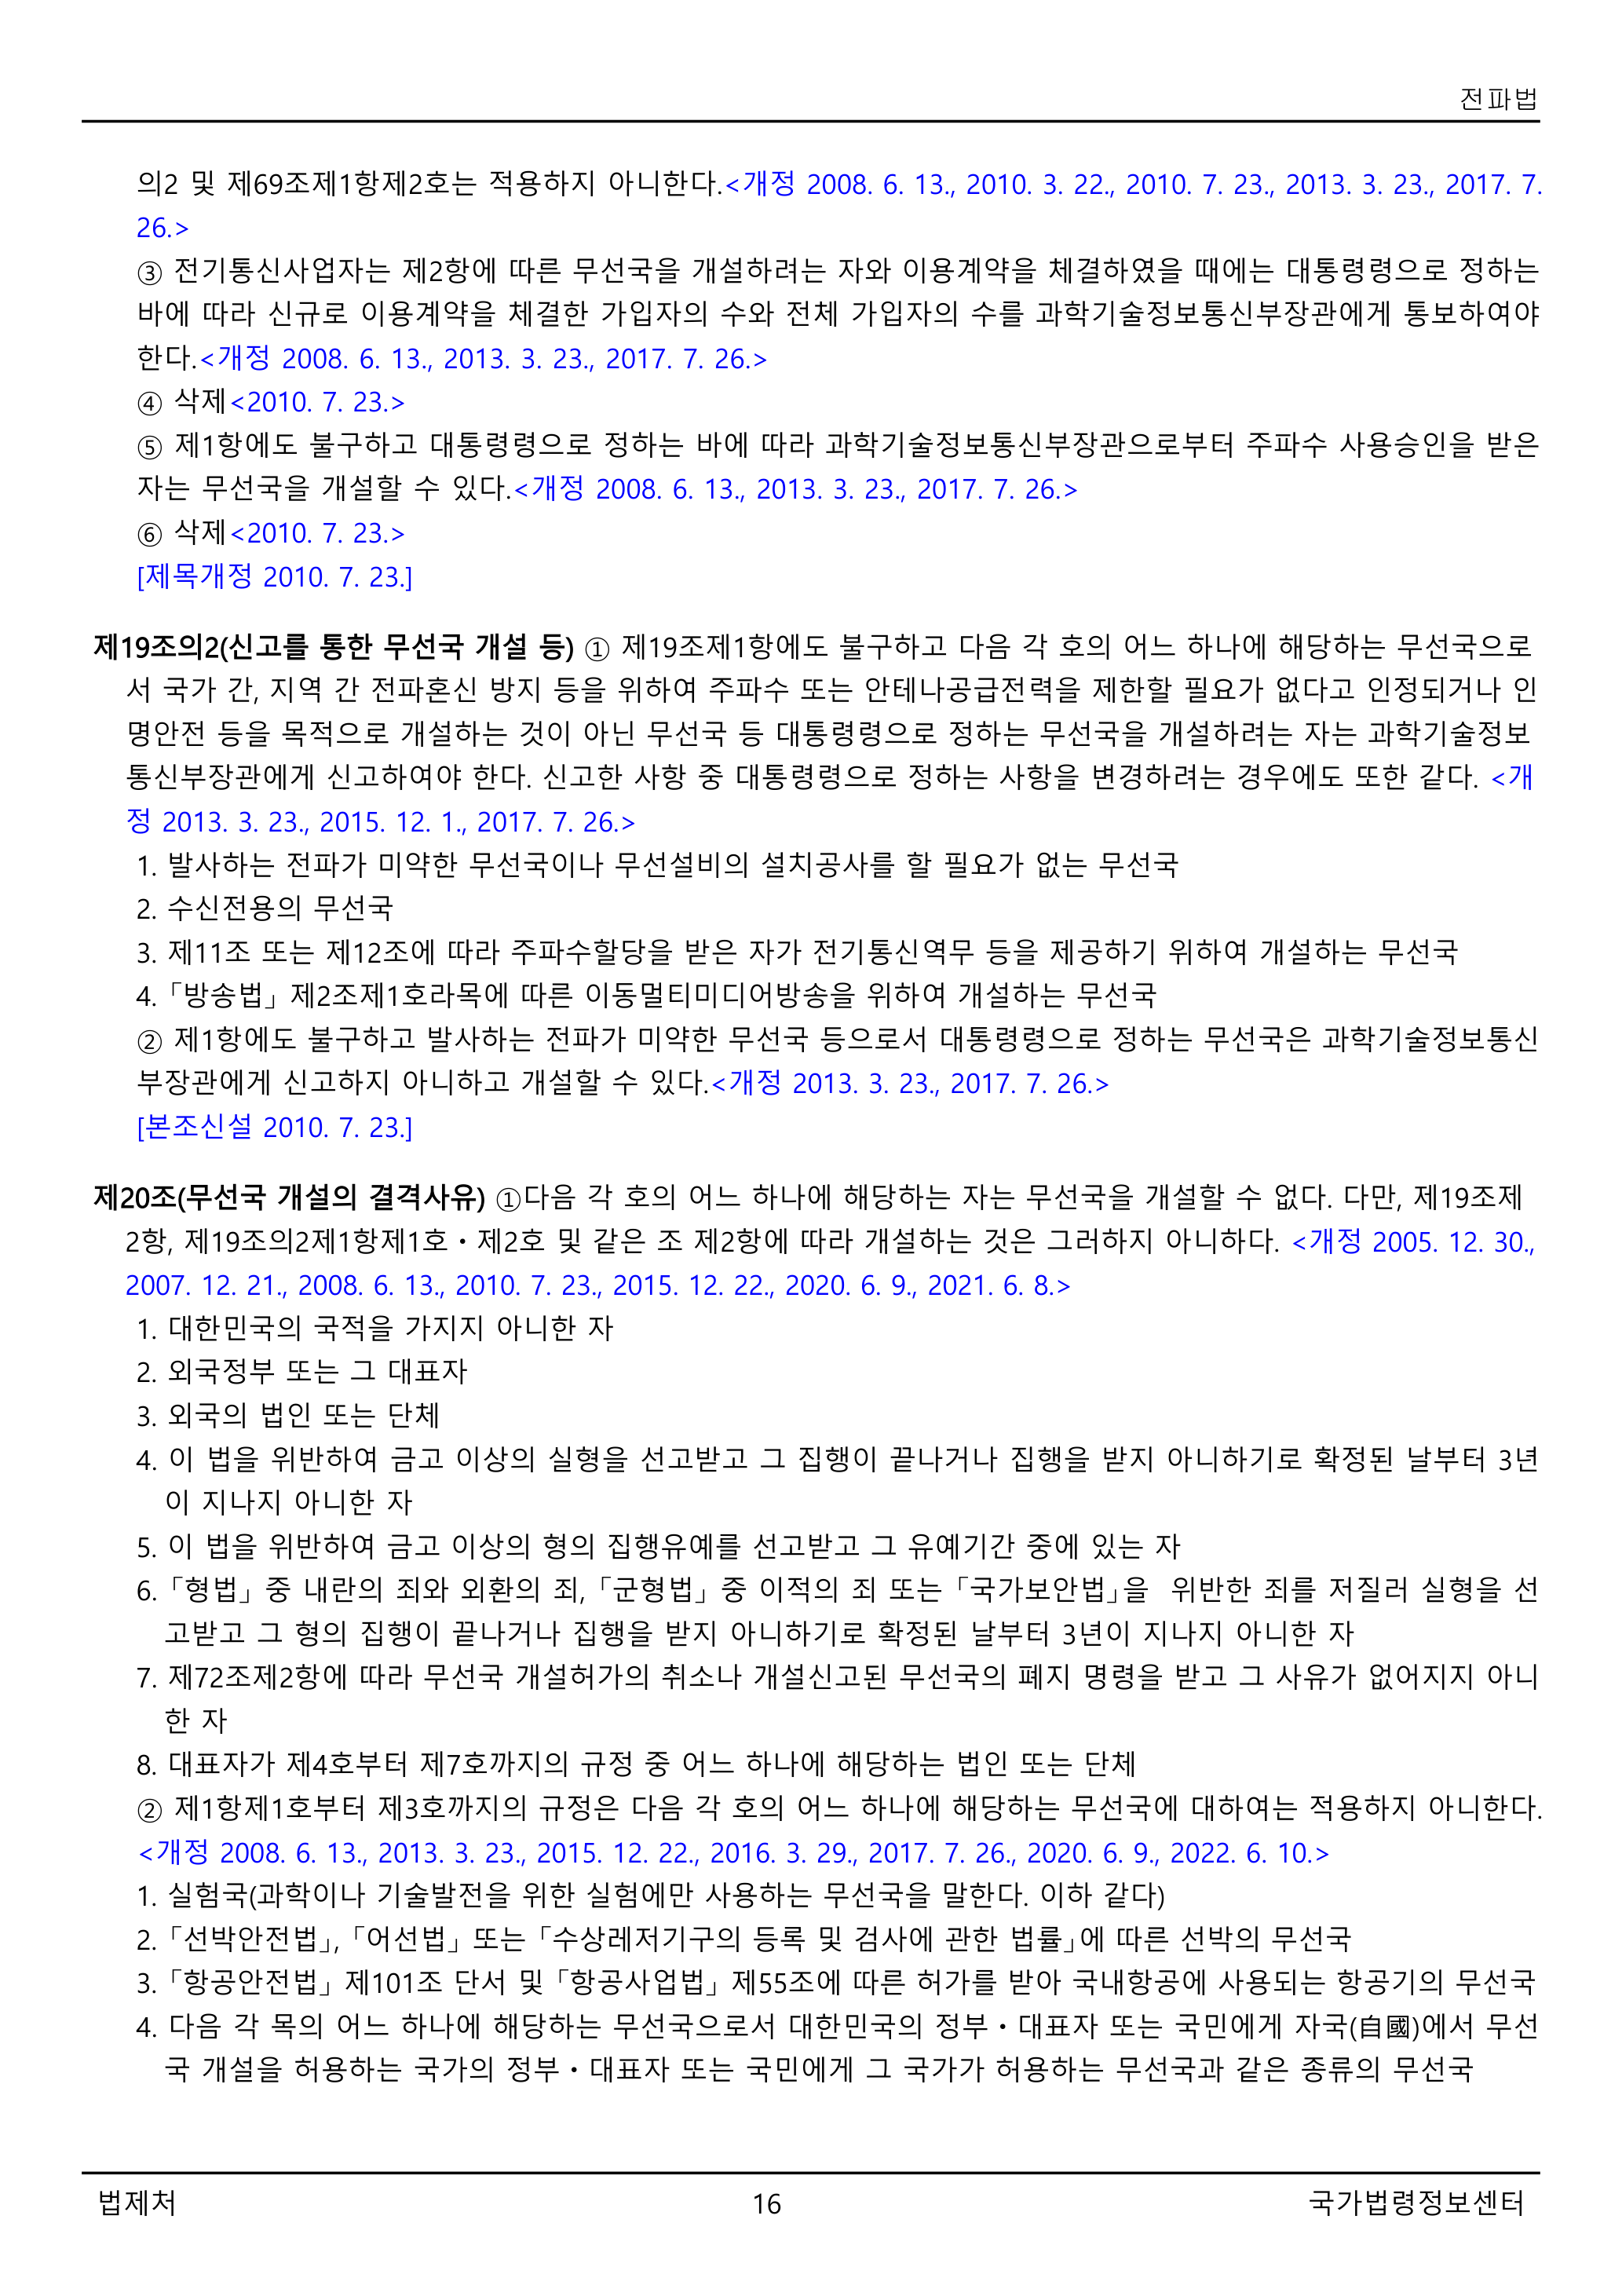 전파법
의2 및 제69조제1항제2호는 적용하지 아니한다.<개정 2008. 6. 13., 2010. 3. 22., 2010. 7. 23., 2013. 3. 23., 2017. 7.
26.>
③ 전기통신사업자는 제2항에 따른 무선국을 개설하려는 자와 이용계약을 체결하였을 때에는 대통령령으로 정하는
바에 따라 신규로 이용계약을 체결한 가입자의 수와 전체 가입자의 수를 과학기술정보통신부장관에게 통보하여야
한다.<개정 2008. 6. 13., 2013. 3. 23., 2017. 7. 26.>
④ 삭제<2010. 7. 23.>
⑤ 제1항에도 불구하고 대통령령으로 정하는 바에 따라 과학기술정보통신부장관으로부터 주파수 사용승인을 받은
자는 무선국을 개설할 수 있다.<개정 2008. 6. 13., 2013. 3. 23., 2017. 7. 26.>
⑥ 삭제<2010. 7. 23.>
[제목개정 2010. 7. 23.]
제19조의2(신고를 통한 무선국 개설 등) ① 제19조제1항에도 불구하고 다음 각 호의 어느 하나에 해당하는 무선국으로
서 국가 간, 지역 간 전파혼신 방지 등을 위하여 주파수 또는 안테나공급전력을 제한할 필요가 없다고 인정되거나 인
명안전 등을 목적으로 개설하는 것이 아닌 무선국 등 대통령령으로 정하는 무선국을 개설하려는 자는 과학기술정보
통신부장관에게 신고하여야 한다. 신고한 사항 중 대통령령으로 정하는 사항을 변경하려는 경우에도 또한 같다. <개
정 2013. 3. 23., 2015. 12. 1., 2017. 7. 26.>
1. 발사하는 전파가 미약한 무선국이나 무선설비의 설치공사를 할 필요가 없는 무선국
2. 수신전용의 무선국
3. 제11조 또는 제12조에 따라 주파수할당을 받은 자가 전기통신역무 등을 제공하기 위하여 개설하는 무선국
4.「방송법」제2조제1호라목에 따른 이동멀티미디어방송을 위하여 개설하는 무선국
② 제1항에도 불구하고 발사하는 전파가 미약한 무선국 등으로서 대통령령으로 정하는 무선국은 과학기술정보통신
부장관에게 신고하지 아니하고 개설할 수 있다.<개정 2013. 3. 23., 2017. 7. 26.>
[본조신설 2010. 7. 23.]
제20조(무선국 개설의 결격사유) ①다음 각 호의 어느 하나에 해당하는 자는 무선국을 개설할 수 없다. 다만, 제19조제
2항, 제19조의2제1항제1호ㆍ제2호 및 같은 조 제2항에 따라 개설하는 것은 그러하지 아니하다. <개정 2005. 12. 30.,
2007. 12. 21., 2008. 6. 13., 2010. 7. 23., 2015. 12. 22., 2020. 6. 9., 2021. 6. 8.>
1. 대한민국의 국적을 가지지 아니한 자
2. 외국정부 또는 그 대표자
3. 외국의 법인 또는 단체
4. 이 법을 위반하여 금고 이상의 실형을 선고받고 그 집행이 끝나거나 집행을 받지 아니하기로 확정된 날부터 3년
이 지나지 아니한 자
5. 이 법을 위반하여 금고 이상의 형의 집행유예를 선고받고 그 유예기간 중에 있는 자
6.「형법」중 내란의 죄와 외환의 죄,「군형법」중 이적의 죄 또는「국가보안법」을 위반한 죄를 저질러 실형을 선
고받고 그 형의 집행이 끝나거나 집행을 받지 아니하기로 확정된 날부터 3년이 지나지 아니한 자
7. 제72조제2항에 따라 무선국 개설허가의 취소나 개설신고된 무선국의 폐지 명령을 받고 그 사유가 없어지지 아니
한 자
8. 대표자가 제4호부터 제7호까지의 규정 중 어느 하나에 해당하는 법인 또는 단체
② 제1항제1호부터 제3호까지의 규정은 다음 각 호의 어느 하나에 해당하는 무선국에 대하여는 적용하지 아니한다.
<개정 2008. 6. 13., 2013. 3. 23., 2015. 12. 22., 2016. 3. 29., 2017. 7. 26., 2020. 6. 9., 2022. 6. 10.>
1. 실험국(과학이나 기술발전을 위한 실험에만 사용하는 무선국을 말한다. 이하 같다)
2.「선박안전법」,「어선법」또는「수상레저기구의 등록 및 검사에 관한 법률」에 따른 선박의 무선국
3.「항공안전법」제101조 단서 및「항공사업법」제55조에 따른 허가를 받아 국내항공에 사용되는 항공기의 무선국
4. 다음 각 목의 어느 하나에 해당하는 무선국으로서 대한민국의 정부ㆍ대표자 또는 국민에게 자국(自國)에서 무선
국 개설을 허용하는 국가의 정부ㆍ대표자 또는 국민에게 그 국가가 허용하는 무선국과 같은 종류의 무선국
법제처
16
국가법령정보센터